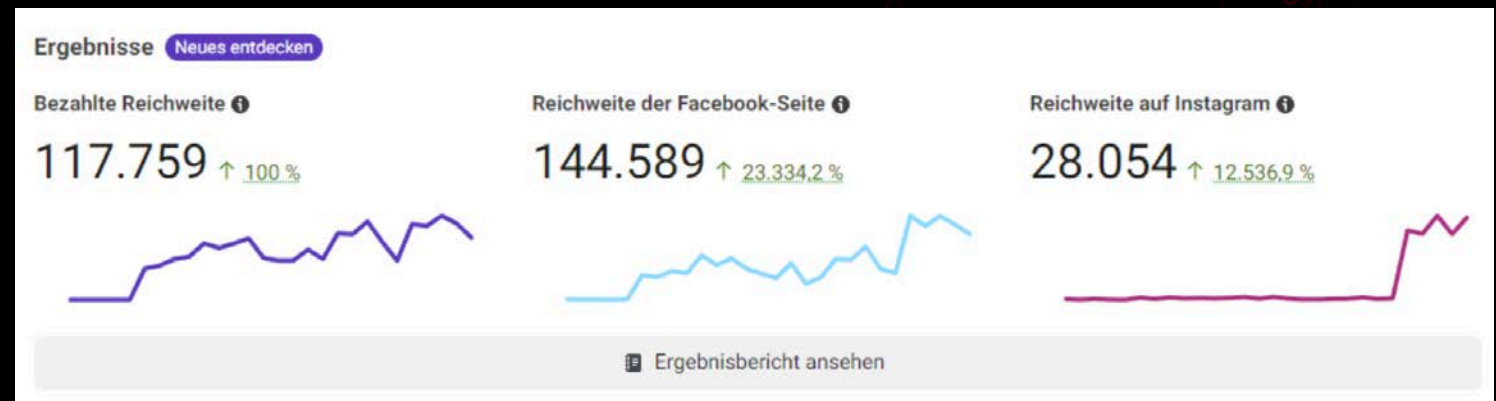 Ergebnisse Neues entdecken
Bezahlte Reichweite
117.759 ↑ 100 %
Reichweite der Facebook-Seite
144.589 ↑ 23.334,2 %
Reichweite auf Instagram
28.054 ↑ 12.536,9 %
Ergebnisbericht ansehen